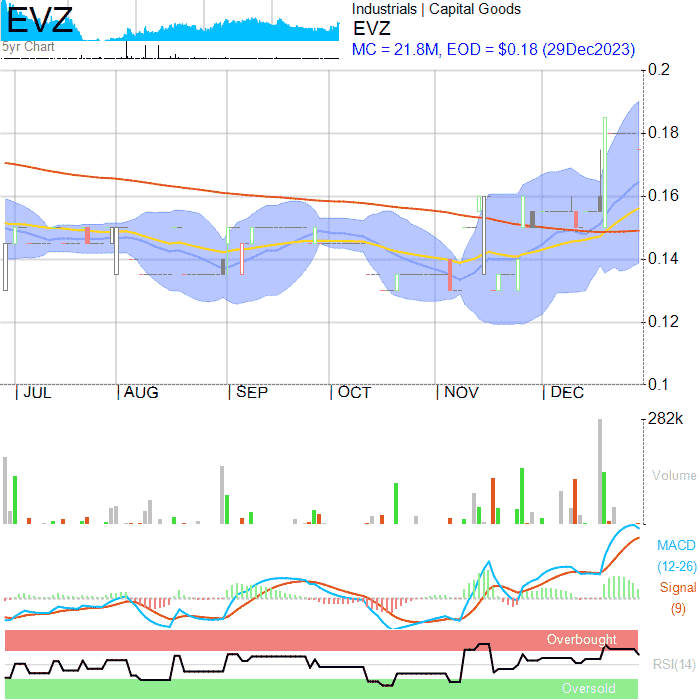 EVZ
5yr Chart
Industrials | Capital Goods
EVZ
MC = 21.8M, EOD = $0.18 (29Dec2023)
0.2
0.18
0.16
0.14
0.12
0.1
|JUL |AUG |SEP |OCT |NOV |DEC
282k
Volume
MACD
(12-26)
Signal
(9)
Overbought
RSI(14)
Oversold